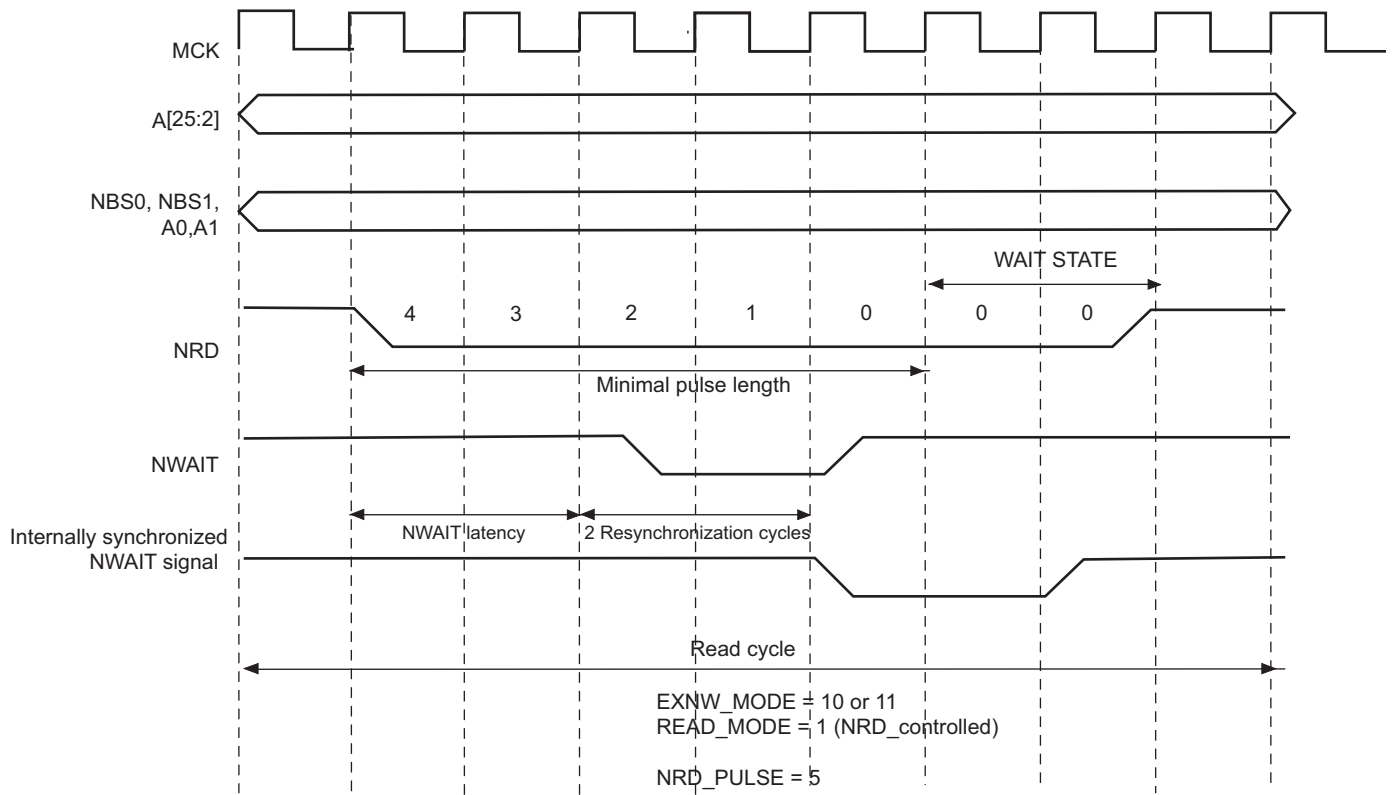 MCK
A[25:2]
NBS0, NBS1,
A0,A1
WAIT STATE
4 3 2 1 0 0 0
NRD
Minimal pulse length
NWAIT
NWAIT latency 2 Resynchronization cycles
Internally synchronized
NWAIT signal
Read cycle
EXNW_MODE = 10 or 11
READ_MODE = 1 (NRD_controlled)
NRD_PULSE = 5